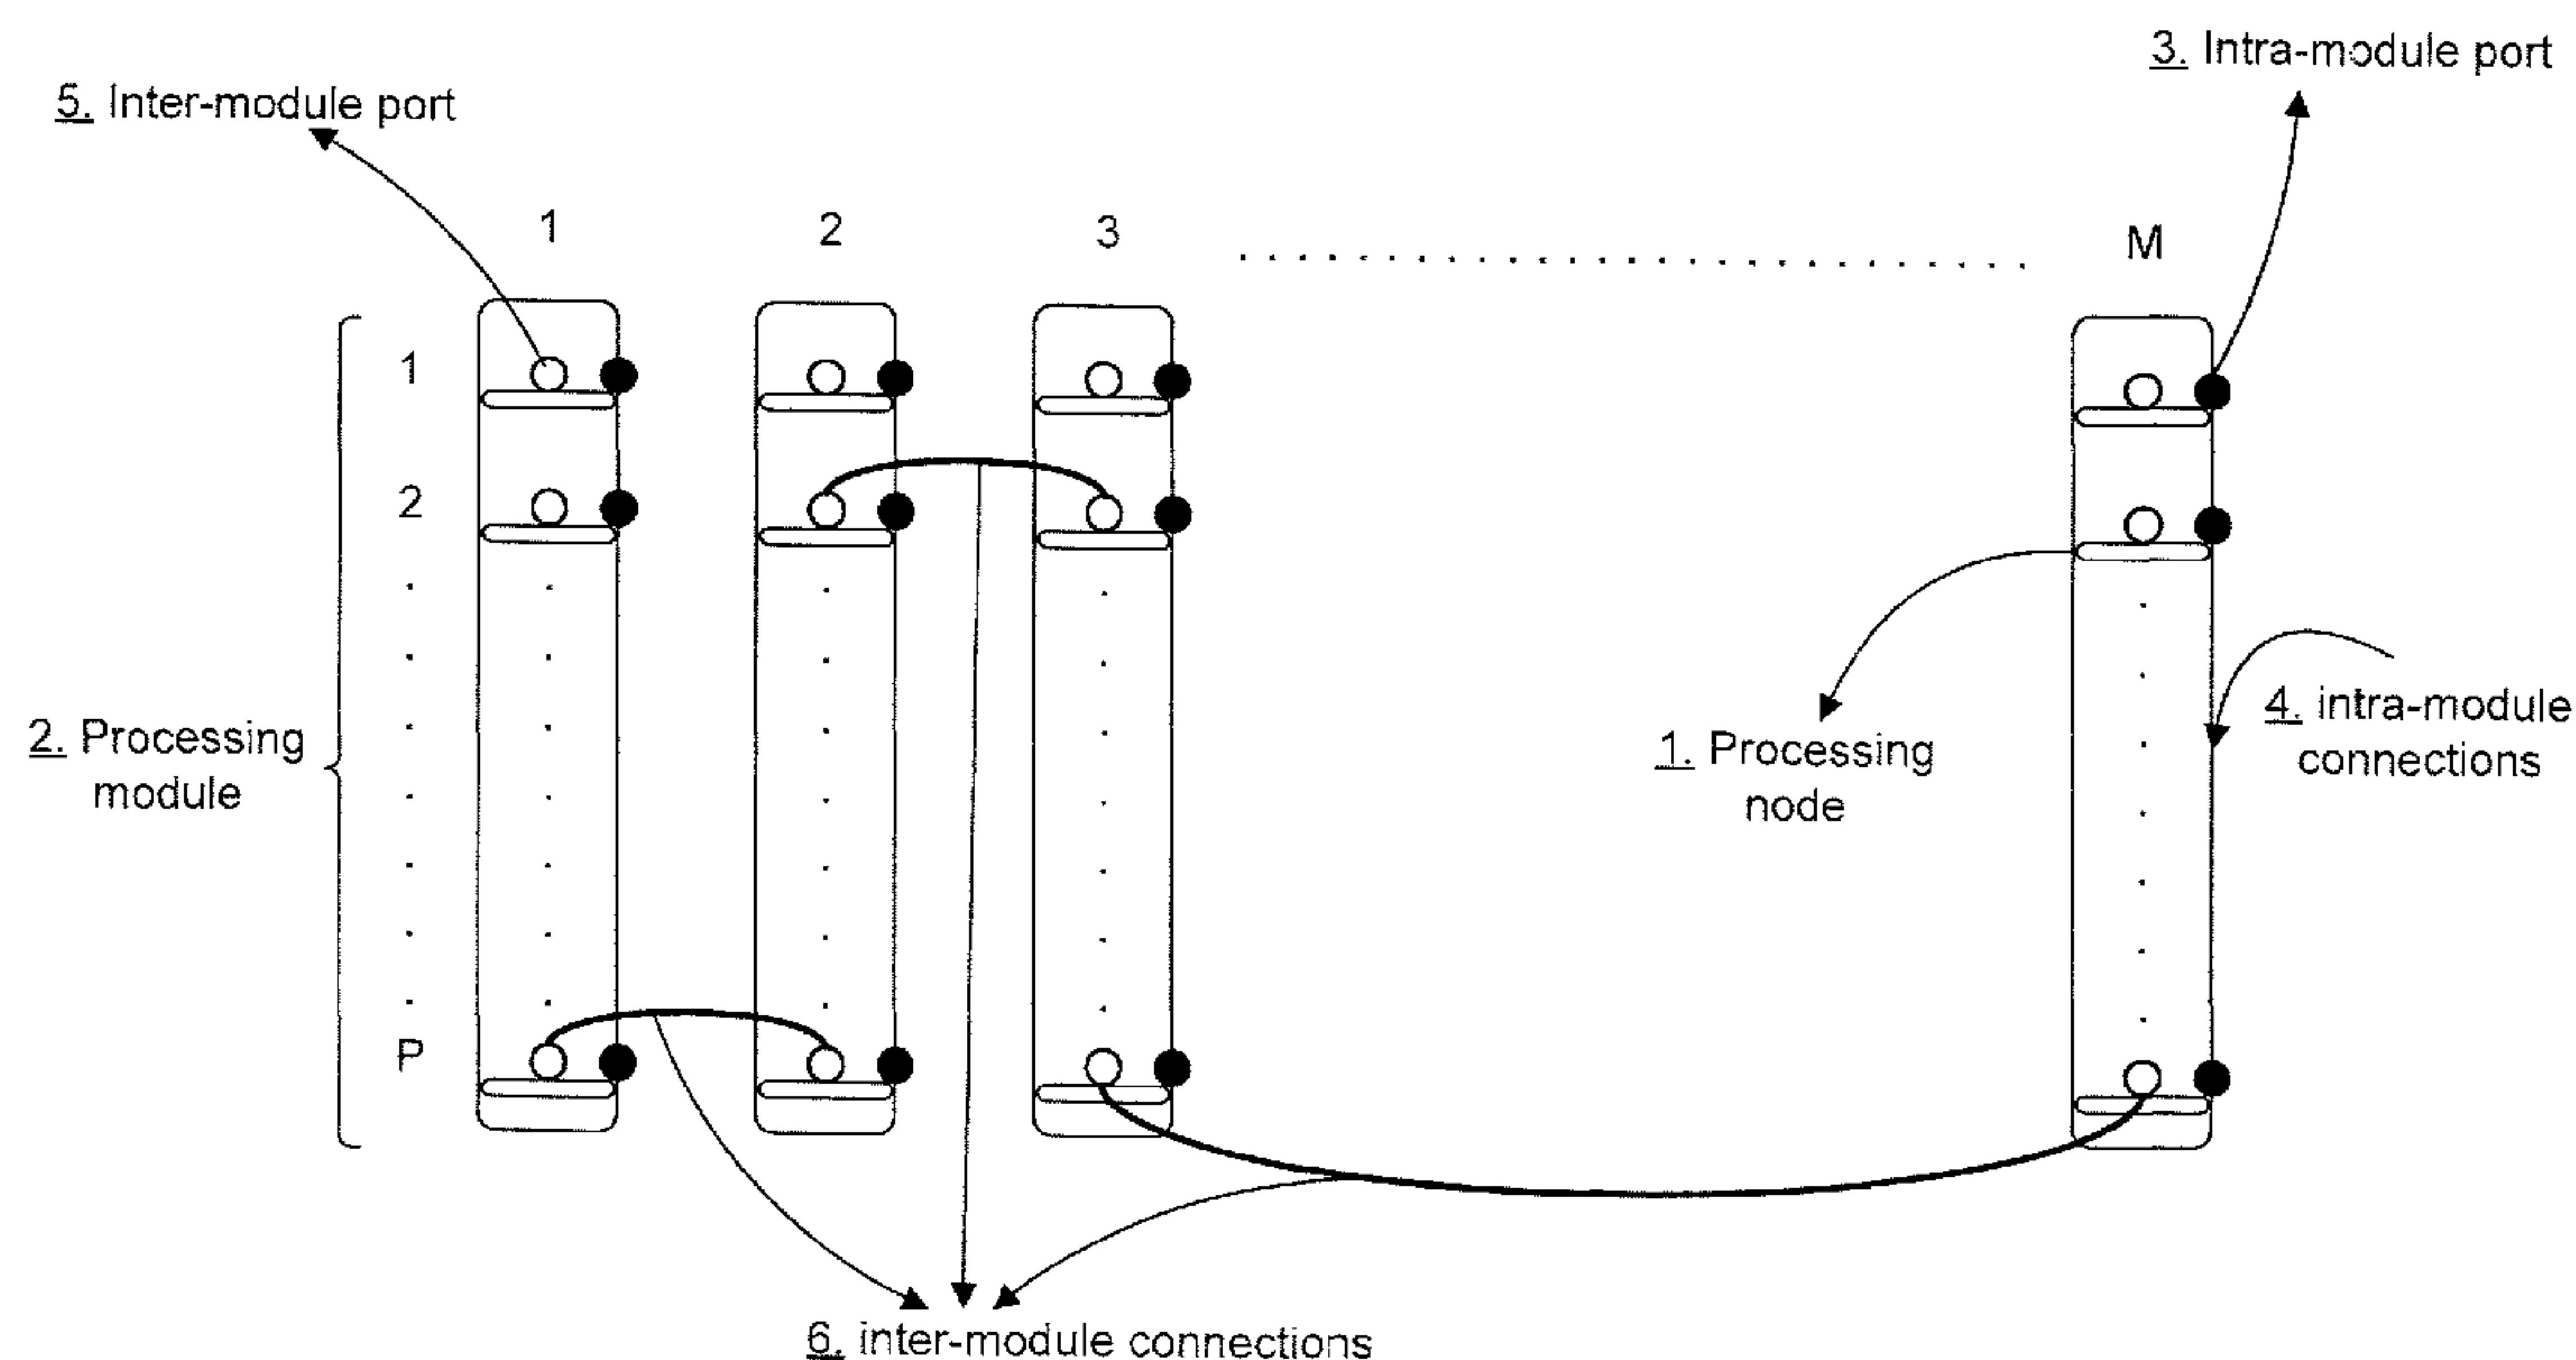 3. Intra-module port
5. Inter-module port
1 2 3 M
1
2
2. Processing
module
1. Processing
node
4. intra-module
connections
P
6. inter-module connections